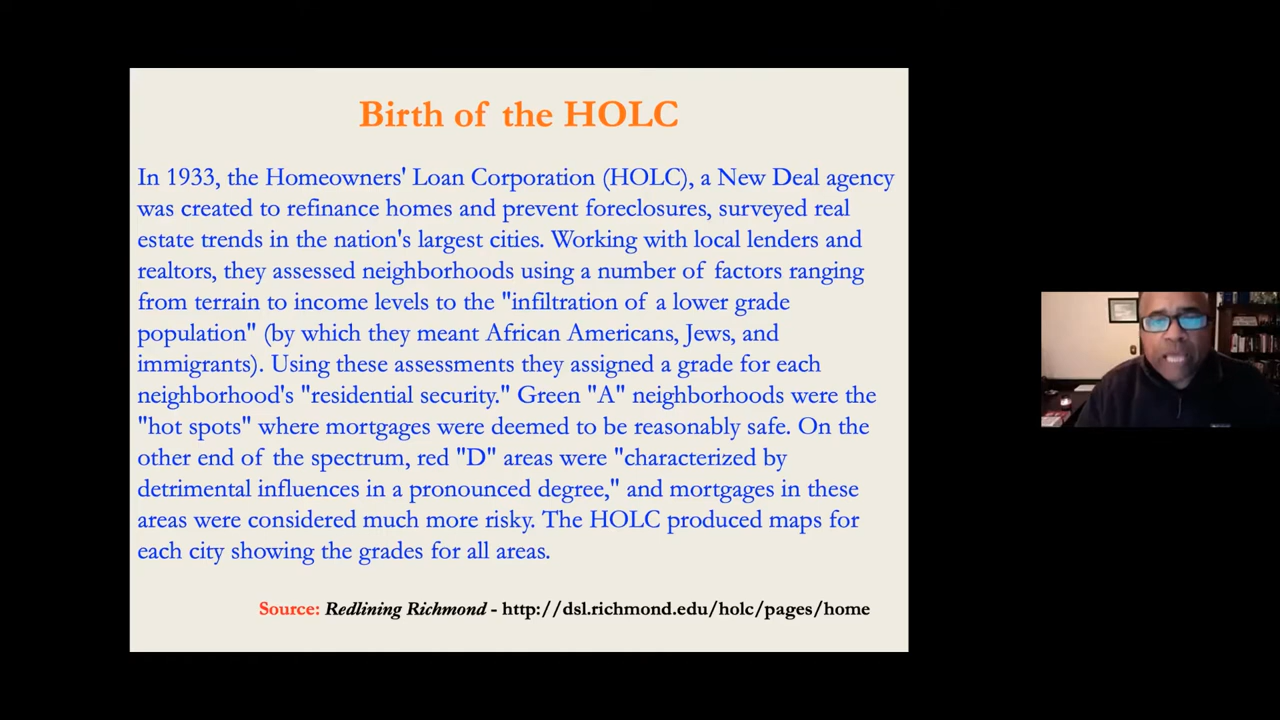 Birth of the HOLC
In 1933, the Homeowners' Loan Corporation (HOLC), a New Deal agency
was created to refinance homes and prevent foreclosures, surveyed real
estate trends in the nation's largest cities. Working with local lenders and
realtors, they assessed neighborhoods using a number of factors ranging
from terrain to income levels to the "infiltration of a lower grade
population" (by which they meant African Americans, Jews, and
immigrants). Using these assessments they assigned a grade for each
neighborhood's "residential security." Green "A" neighborhoods were the
"hot spots" where mortgages were deemed to be reasonably safe. On the
other end of the spectrum, red "D" areas were "characterized by
detrimental influences in a pronounced degree," and mortgages in these
areas were considered much more risky. The HOLC produced maps for
each city showing the grades for all areas.
Source: Redlining Richmond - http://dsl.richmond.edu/holc/pages/home